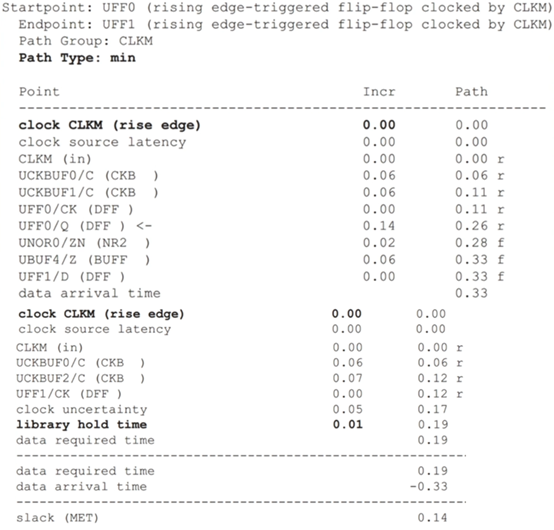 Startpoint: UFF0 (rising edge-triggered flip-flop clocked by CLKM)
Endpoint: UFF1 (rising edge-triggered flip-flop clocked by CLKM)
Path Group: CLKM
Path Type: min
Point Incr Path
clock CLKM (rise edge) 0.00 0.00
clock source latency 0.00 0.00
CLKM (in) 0.00 0.00 r
UCKBUF0/C (CKB ) 0.06 0.06 r
UCKBUF1/C (CKB ) 0.06 0.11 r
UFF0/CK (DFF ) 0.00 0.11 r
UFF0/Q (DFF ) <- 0.14 0.26 r
UNOR0/ZN (NR2 ) 0.02 0.28 f
UBUF4/Z (BUFF ) 0.06 0.33 f
UFF1/D (DFF ) 0.00 0.33 f
data arrival time 0.33
clock CLKM (rise edge) 0.00 0.00
clock source latency 0.00 0.00
CLKM (in) 0.00 0.00 r
UCKBUF0/C (CKB ) 0.06 0.06 r
UCKBUF2/C (CKB ) 0.07 0.12 r
UFF1/CK (DFF ) 0.00 0.12 r
clock uncertainty 0.05 0.17
library hold time 0.01 0.19
data required time 0.19
data required time 0.19
data arrival time -0.33
slack (MET) 0.14